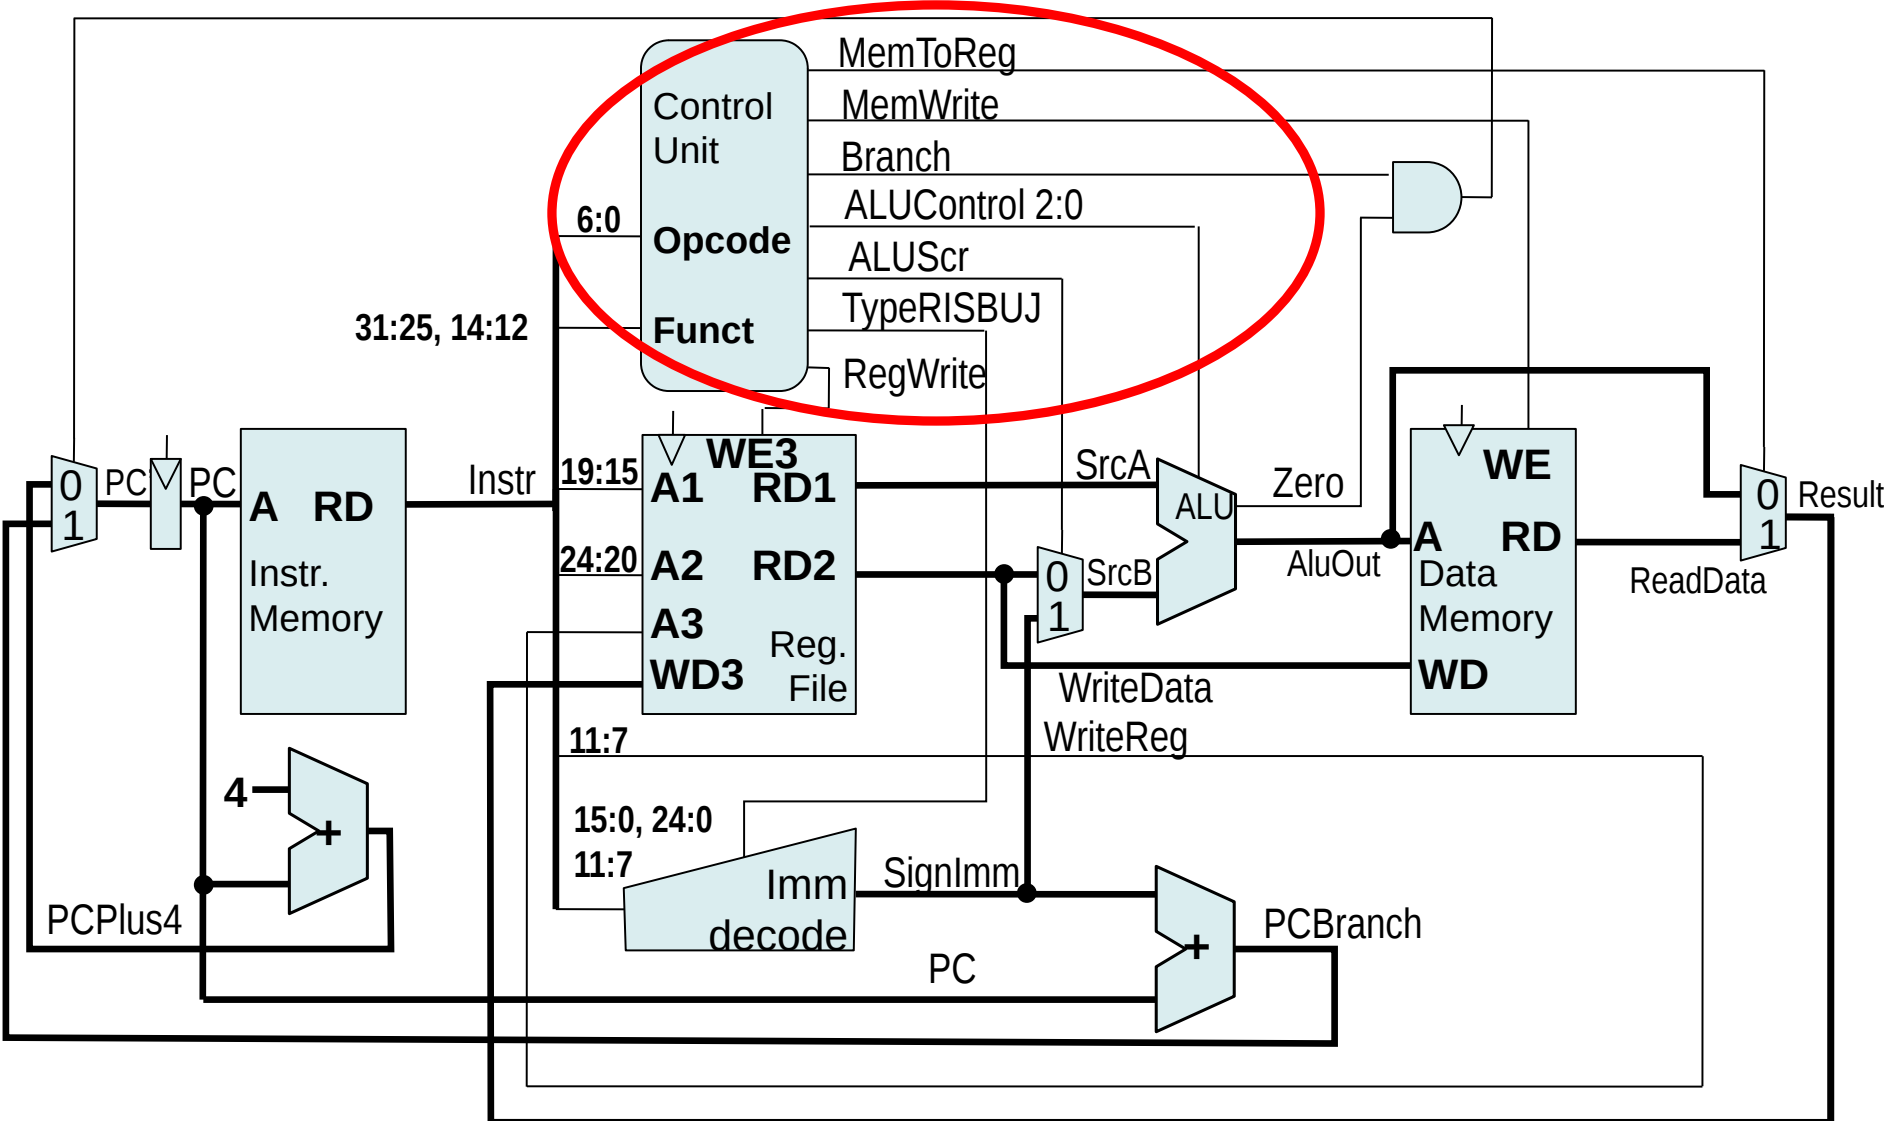 MemToReg
Control
Unit
MemWrite
Branch
ALUControl 2:0
6:0
Opcode
ALUScr
TypeRISBUJ
31:25, 14:12
Funct
RegWrite
0
1
PC'
PC
A RD
Instr.
Memory
Instr
19:15
WE3
A1 RD1
24:20
A2 RD2
A3
Reg.
WD3
File
SrcA
ALU
Zero
0
1
SrcB
AluOut
WE
A RD
Data
Memory
WD
0
1
Result
ReadData
WriteData
11:7
WriteReg
4
+
15:0, 24:0
11:7
Imm
decode
SignImm
PCPlus4
+
PCBranch
PC